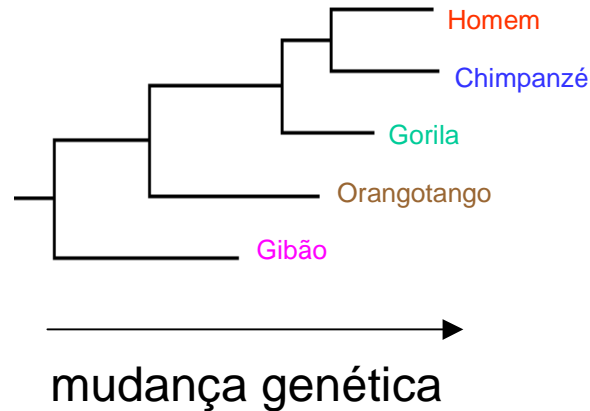 Homem
Chimpanzé
Gorila
Orangotango
Gibão
mudança genética